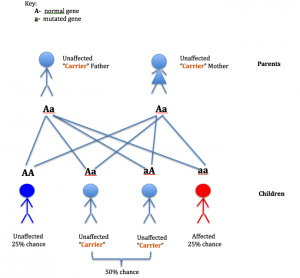 Key:
A- normal gene
a- mutated gene
Unaffected
"Carrier" Father
Unaffected
"Carrier" Mother
Parents
Aa
Aa
AA
Aa
aA
aa
Children
Unaffected
25% chance
Unaffected
"Carrier"
Unaffected
"Carrier"
Affected
25% chance
50% chance